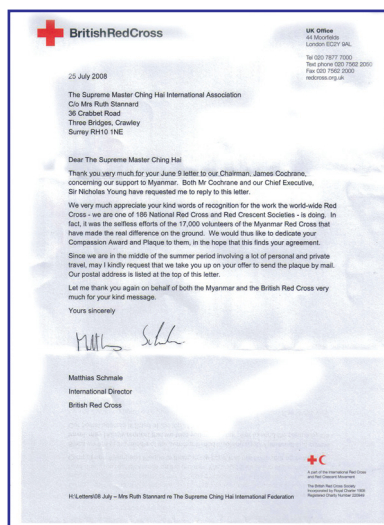 BritishRedCross
UK Office
44 Moorfields
London EC2Y 9AL
Tel 020 7877 7000
Text phone 020 7562 2050
Fax 020 7562 2000
redcross.org.uk
25 July 2008
The Supreme Master Ching Hai International Association
C/o Mrs Ruth Stannard
36 Crabbet Road
Three Bridges, Crawley
Surrey RH10 1NE
Dear The Supreme Master Ching Hai
Thank you very much for your June 9 letter to our Chairman, James Cochrane,
concerning our support to Myanmar. Both Mr Cochrane and our Chief Executive,
Sir Nicholas Young have requested me to reply to this letter.
We very much appreciate your kind words of recognition for the work the world-wide Red
Cross - we are one of 186 National Red Cross and Red Crescent Societies - is doing. In
fact, it was the selfless efforts of the 17,000 volunteers of the Myanmar Red Cross that
have made the real difference on the ground. We would thus like to dedicate your
Compassion Award and Plaque to them, in the hope that this finds your agreement.
Since we are in the middle of the summer period involving a lot of personal and private
travel, may I kindly request that we take you up on your offer to send the plaque by mail.
Our postal address is listed at the top of this letter.
Let me thank you again on behalf of both the Myanmar and the British Red Cross very
much for your kind message.
Yours sincerely
Matthias Schmale
International Director
British Red Cross
A part of the International Red Cross
and Red Crescent Movement
The British Red Cross Society,
Incorporated by Royal Charter 1908
Registered Charity Number 220949
H:\Letters\08 July – Mrs Ruth Stannard re The Supreme Ching Hai International Federation